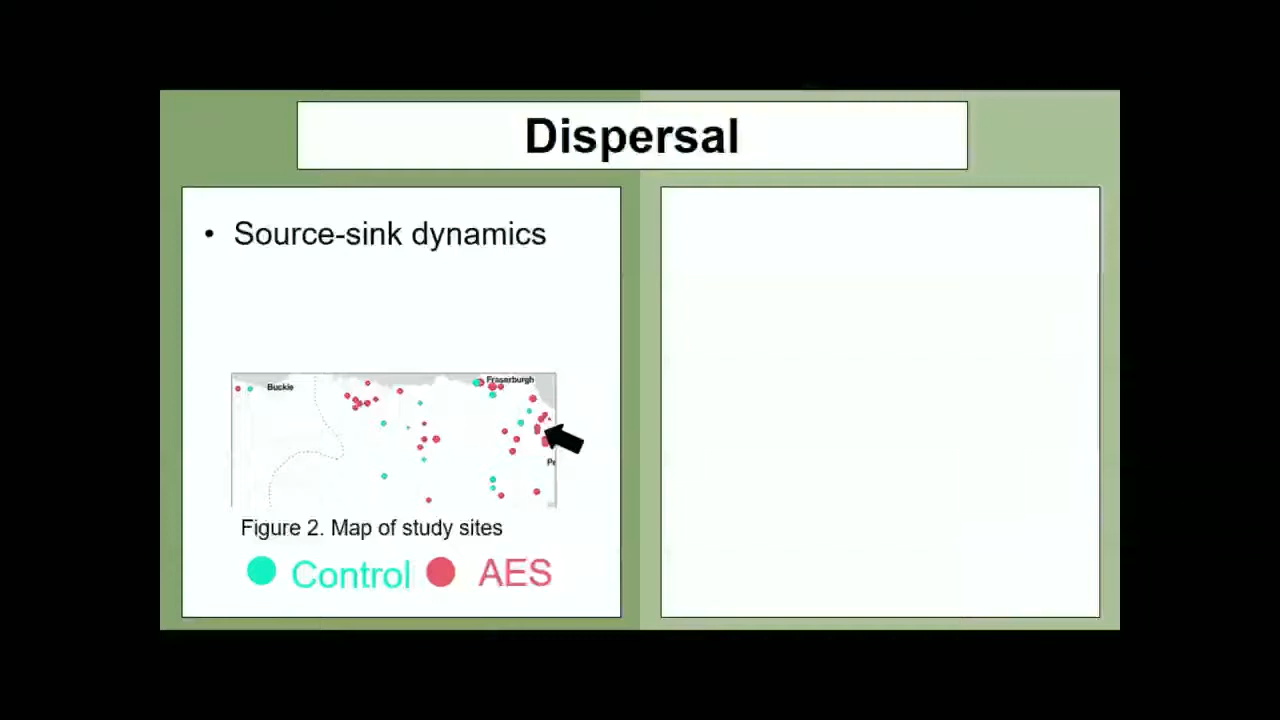 Dispersal
• Source-sink dynamics
Buckie
Fraserburgh
Figure 2. Map of study sites
Control
AES